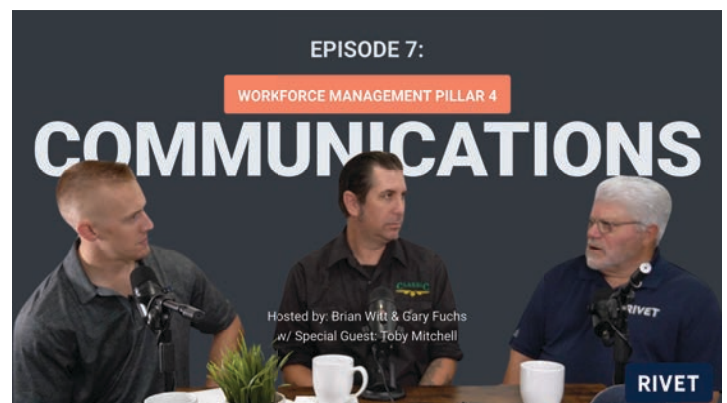 EPISODE 7:
WORKFORCE MANAGEMENT PILLAR 4
COMMUNICATIONS
CLASSIC
RIVET
Hosted by: Brian Witt & Gary Fuchs
w/ Special Guest: Toby Mitchell
RIVET